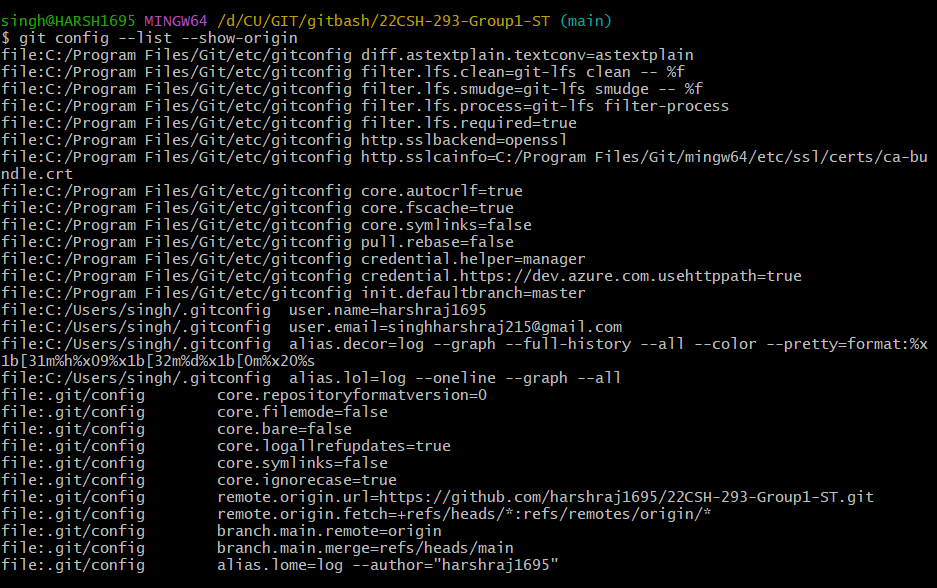 singh@HARSH1695 MINGW64 /d/CU/GIT/gitbash/22CSH-293-Group1-ST (main)
$ git config --list --show-origin
file:C:/Program Files/Git/etc/gitconfig diff.astextplain.textconv=astextplain
file:C:/Program Files/Git/etc/gitconfig filter.lfs.clean=git-lfs clean -- %f
file:C:/Program Files/Git/etc/gitconfig filter.lfs.smudge=git-lfs smudge -- %f
file:C:/Program Files/Git/etc/gitconfig filter.lfs.process=git-lfs filter-process
file:C:/Program Files/Git/etc/gitconfig filter.lfs.required=true
file:C:/Program Files/Git/etc/gitconfig http.sslbackend=openssl
file:C:/Program Files/Git/etc/gitconfig http.sslcainfo=C:/Program Files/Git/mingw64/etc/ssl/certs/ca-bu
ndle.crt
file:C:/Program Files/Git/etc/gitconfig core.autocrlf=true
file:C:/Program Files/Git/etc/gitconfig core.fscache=true
file:C:/Program Files/Git/etc/gitconfig core.symlinks=false
file:C:/Program Files/Git/etc/gitconfig pull.rebase=false
file:C:/Program Files/Git/etc/gitconfig credential.helper=manager
file:C:/Program Files/Git/etc/gitconfig credential.https://dev.azure.com.usehttppath=true
file:C:/Program Files/Git/etc/gitconfig init.defaultbranch=master
file:C:/Users/singh/.gitconfig  user.name=harshraj1695
file:C:/Users/singh/.gitconfig  user.email=singhharshraj215@gmail.com
file:C:/Users/singh/.gitconfig  alias.decor=log --graph --full-history --all --color --pretty=format:%x
1b[31m%h%x09%x1b[32m%d%x1b[0m%x20%s
file:C:/Users/singh/.gitconfig  alias.lol=log --oneline --graph --all
file:.git/config        core.repositoryformatversion=0
file:.git/config        core.filemode=false
file:.git/config        core.bare=false
file:.git/config        core.logallrefupdates=true
file:.git/config        core.symlinks=false
file:.git/config        core.ignorecase=true
file:.git/config        remote.origin.url=https://github.com/harshraj1695/22CSH-293-Group1-ST.git
file:.git/config        remote.origin.fetch=+refs/heads/*:refs/remotes/origin/*
file:.git/config        branch.main.remote=origin
file:.git/config        branch.main.merge=refs/heads/main
file:.git/config        alias.lome=log --author="harshraj1695"